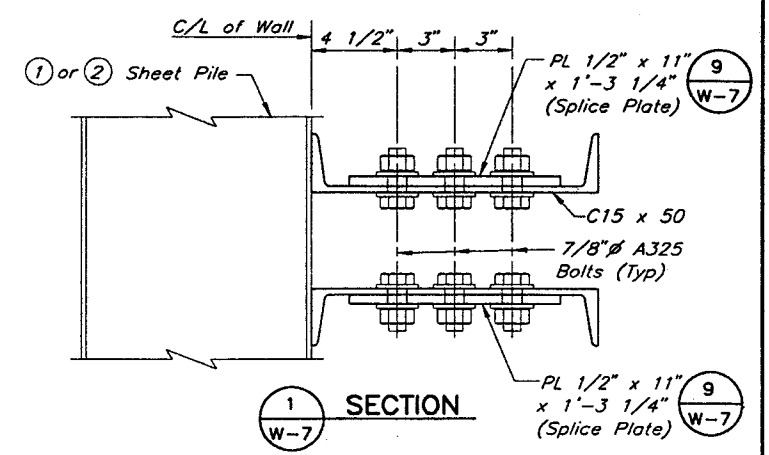 C/L of Wall
4 1/2" 3" 3"
1 or 2 Sheet Pile
PL 1/2" x 11"
x 1'-3 1/4"
(Splice Plate)
9
W-7
C15 x 50
7/8"ø A325
Bolts (Typ)
PL 1/2" x 11"
x 1'-3 1/4"
(Splice Plate)
9
W-7
1
W-7
SECTION